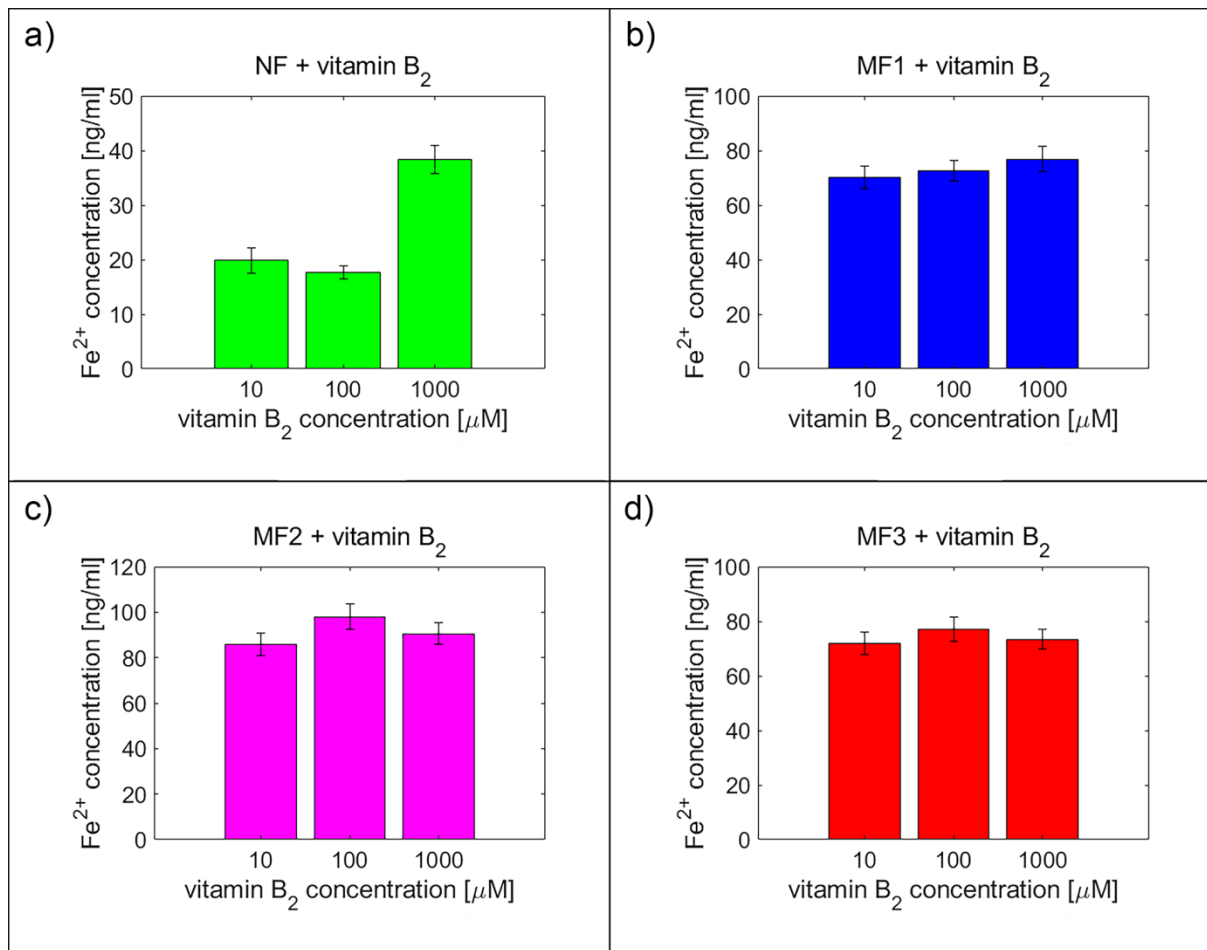 a)
NF + vitamin B2
Fe2+ concentration [ng/ml]
50
40
30
20
10
0
10 100 1000
vitamin B2 concentration [μM]
b)
MF1 + vitamin B2
Fe2+ concentration [ng/ml]
100
80
60
40
20
0
10 100 1000
vitamin B2 concentration [μM]
c)
MF2 + vitamin B2
Fe2+ concentration [ng/ml]
120
100
80
60
40
20
0
10 100 1000
vitamin B2 concentration [μM]
d)
MF3 + vitamin B2
Fe2+ concentration [ng/ml]
100
80
60
40
20
0
10 100 1000
vitamin B2 concentration [μM]